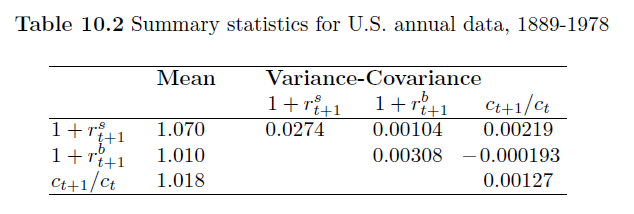 Table 10.2 Summary statistics for U.S. annual data, 1889-1978
Mean Variance-Covariance
1 + r^s_{t+1} 1 + r^b_{t+1} c_{t+1}/c_t
1 + r^s_{t+1} 1.070 0.0274 0.00104 0.00219
1 + r^b_{t+1} 1.010 0.00308 −0.000193
c_{t+1}/c_t 1.018 0.00127